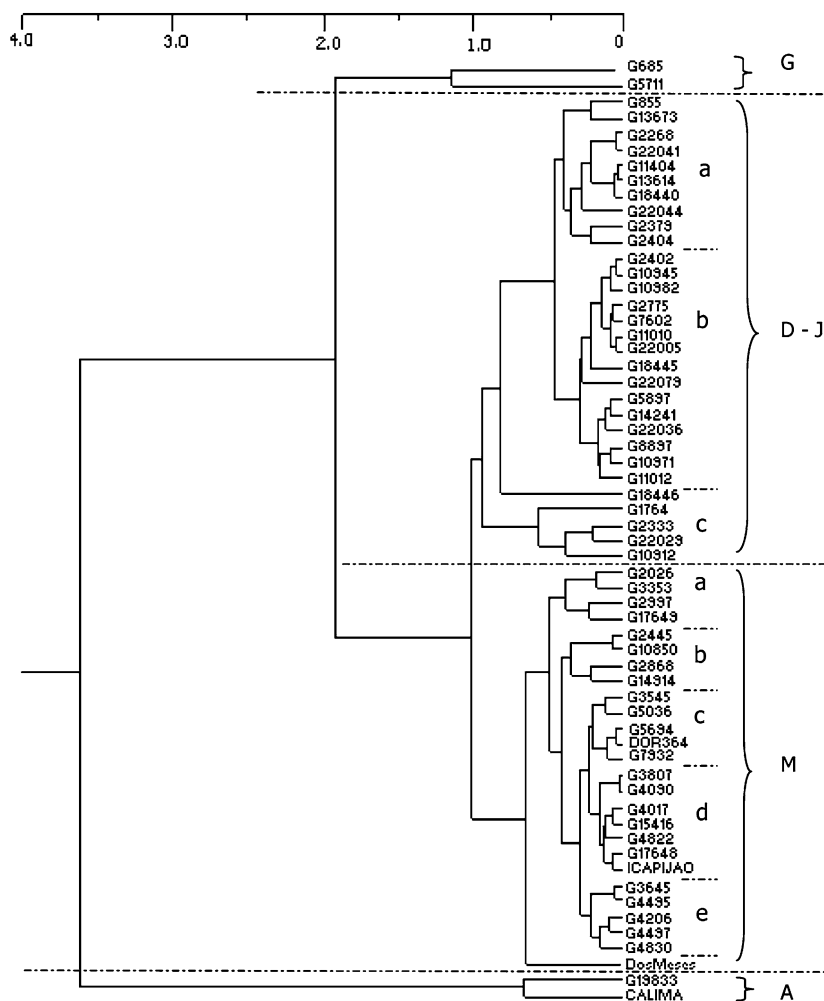 4.0 3.0 2.0 1.0 0
G685
G
G5711
G855
G13673
G2268
G22041
G11404
a
G13614
G18440
G22044
G2379
G2404
G2402
G10945
G10982
G2775
b
G7602
D - J
G11010
G22005
G18445
G22079
G5897
G14241
G22036
G8897
G10971
G11012
G18446
G1764
G2333
c
G22029
G10912
G2026
a
G3353
G2997
G17649
G2445
G10850
b
G2868
G14914
G3545
G5036
c
G5694
DOR364
G7932
M
G3807
G4090
G4017
d
G15416
G4822
G17648
ICAPIJAO
G3645
G4495
G4206
e
G4497
G4830
DosMeses
G19833
A
CALIMA